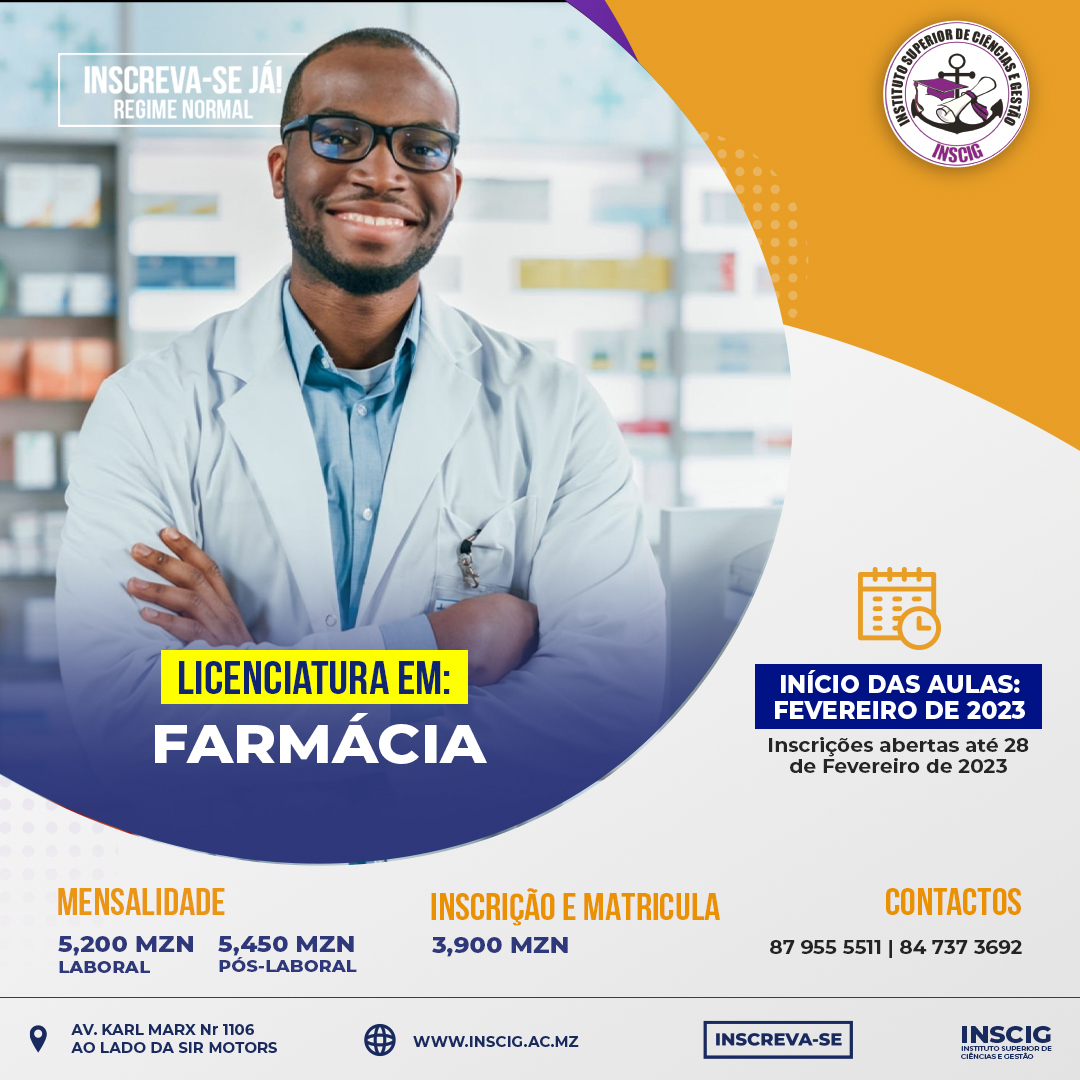 INSCREVA-SE JÁ!
REGIME NORMAL
INSTITUTO SUPERIOR DE CIÊNCIAS E GESTÃO
INSCIG
LICENCIATURA EM:
FARMÁCIA
INÍCIO DAS AULAS:
FEVEREIRO DE 2023
Inscrições abertas até 28
de Fevereiro de 2023
MENSALIDADE
5,200 MZN
LABORAL
5,450 MZN
PÓS-LABORAL
INSCRIÇÃO E MATRICULA
3,900 MZN
CONTACTOS
87 955 5511 | 84 737 3692
AV. KARL MARX Nr 1106
AO LADO DA SIR MOTORS
WWW.INSCIG.AC.MZ
INSCREVA-SE
INSCIG
INSTITUTO SUPERIOR DE
CIÊNCIAS E GESTÃO